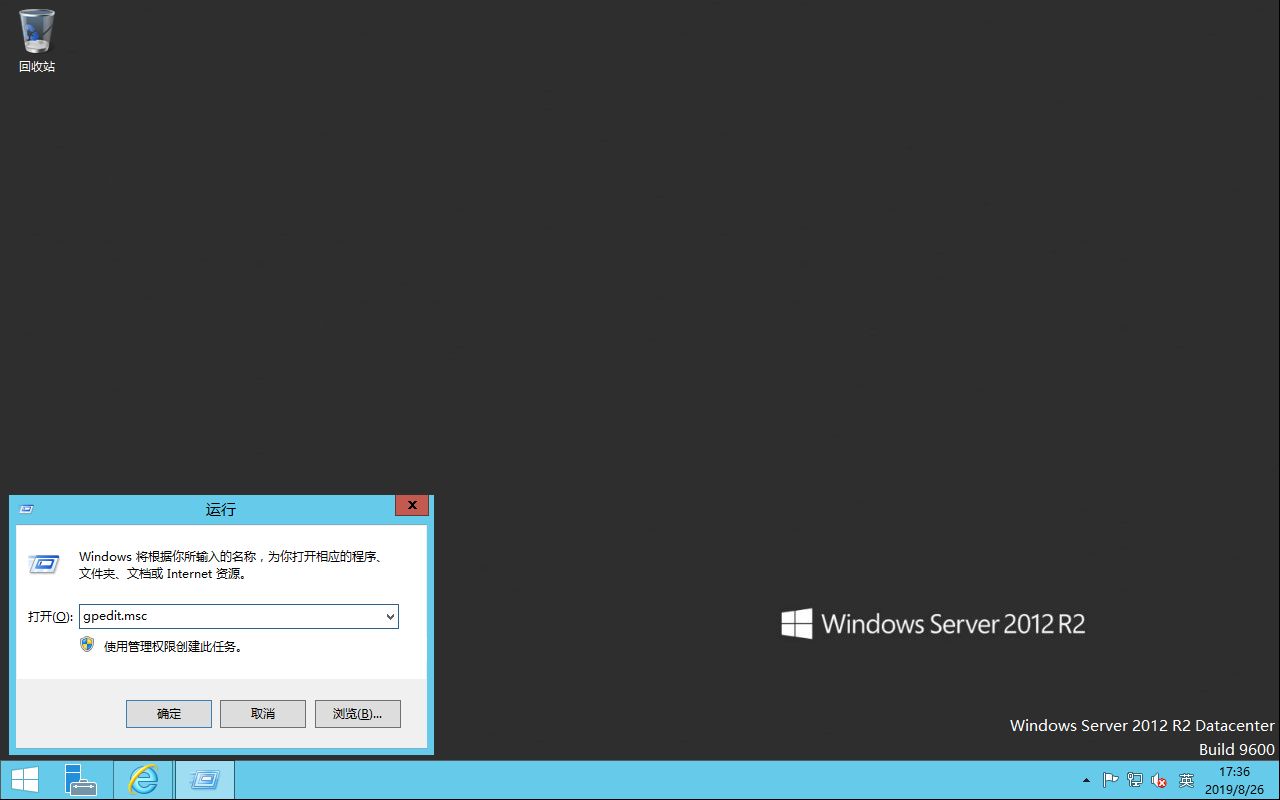 回收站
运行
Windows 将根据你所输入的名称，为你打开相应的程序、
文件夹、文档或 Internet 资源。
打开(O): gpedit.msc
使用管理权限创建此任务。
确定 取消 浏览(B)...
Windows Server 2012 R2
Windows Server 2012 R2 Datacenter
Build 9600
英
17:36
2019/8/26